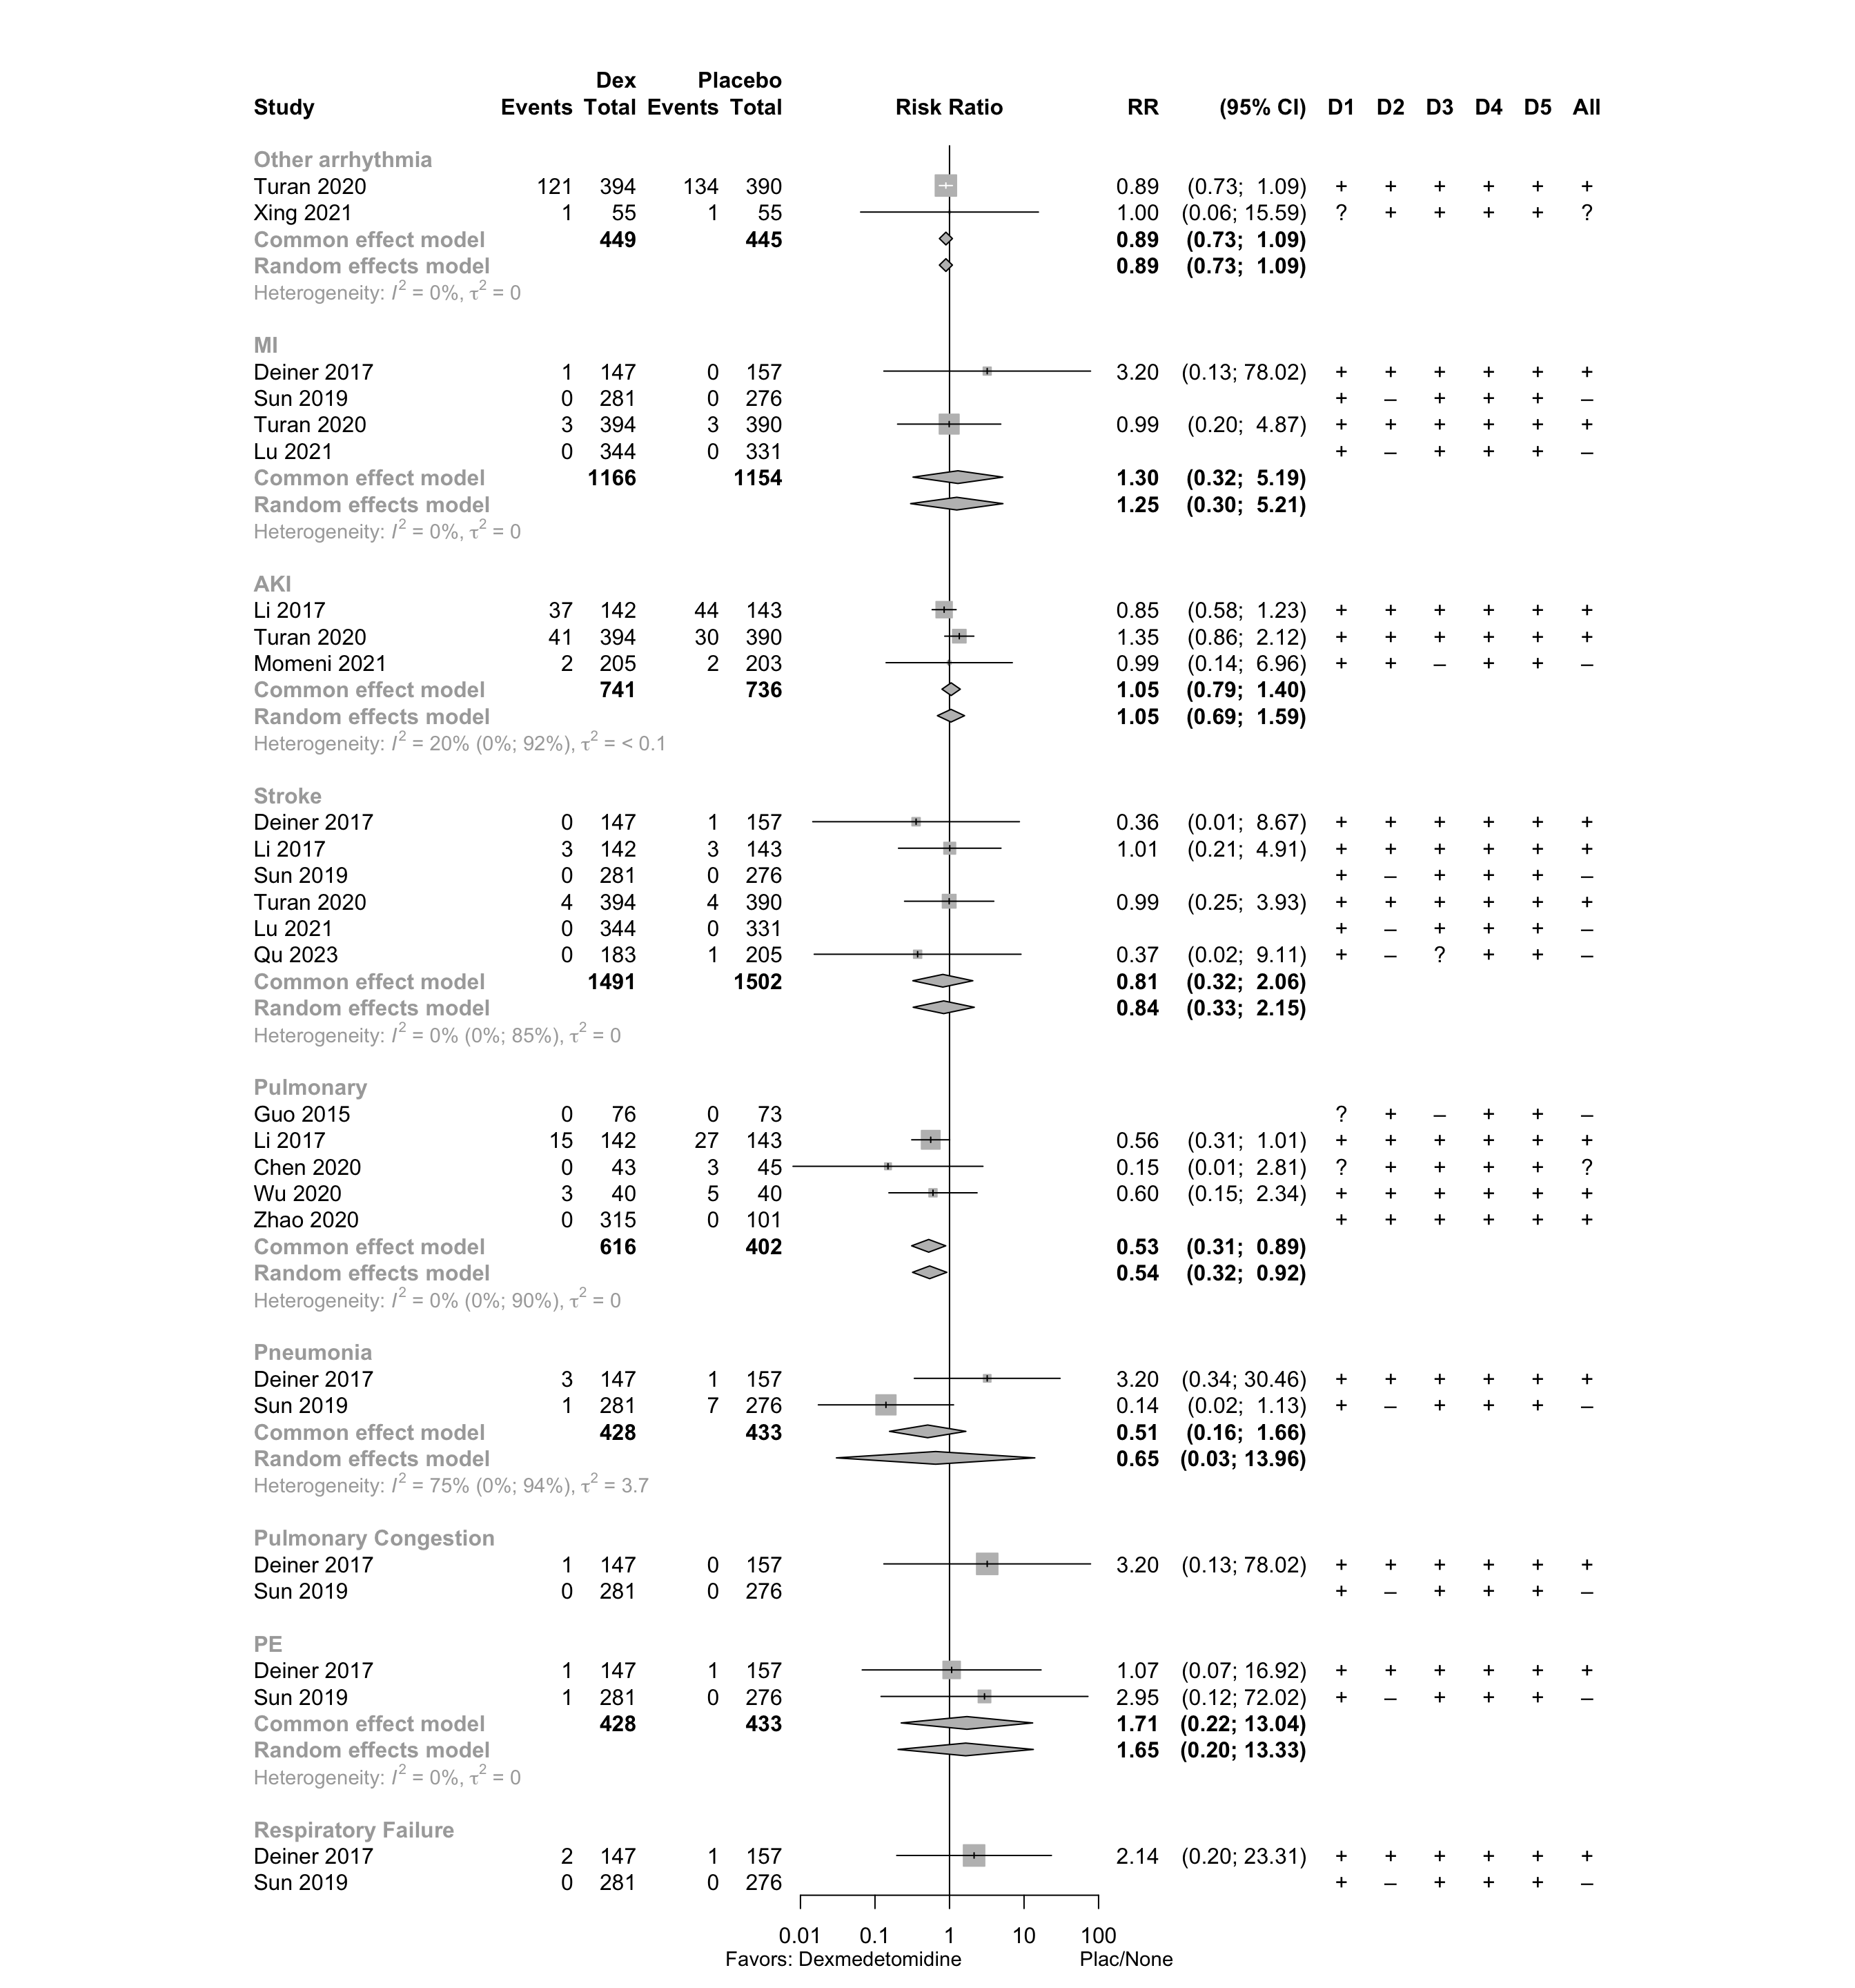 Dex Placebo
Study Events Total Events Total Risk Ratio RR (95% CI) D1 D2 D3 D4 D5 All
Other arrhythmia
Turan 2020 121 394 134 390 0.89 (0.73; 1.09) + + + + + +
Xing 2021 1 55 1 55 1.00 (0.06; 15.59) ? + + + + ?
Common effect model 449 445 0.89 (0.73; 1.09)
Random effects model 0.89 (0.73; 1.09)
Heterogeneity: I² = 0%, τ² = 0
MI
Deiner 2017 1 147 0 157 3.20 (0.13; 78.02) + + + + + +
Sun 2019 0 281 0 276 + – + + + –
Turan 2020 3 394 3 390 0.99 (0.20; 4.87) + + + + + +
Lu 2021 0 344 0 331 + – + + + –
Common effect model 1166 1154 1.30 (0.32; 5.19)
Random effects model 1.25 (0.30; 5.21)
Heterogeneity: I² = 0%, τ² = 0
AKI
Li 2017 37 142 44 143 0.85 (0.58; 1.23) + + + + + +
Turan 2020 41 394 30 390 1.35 (0.86; 2.12) + + + + + +
Momeni 2021 2 205 2 203 0.99 (0.14; 6.96) + + – + + –
Common effect model 741 736 1.05 (0.79; 1.40)
Random effects model 1.05 (0.69; 1.59)
Heterogeneity: I² = 20% (0%; 92%), τ² = < 0.1
Stroke
Deiner 2017 0 147 1 157 0.36 (0.01; 8.67) + + + + + +
Li 2017 3 142 3 143 1.01 (0.21; 4.91) + + + + + +
Sun 2019 0 281 0 276 + – + + + –
Turan 2020 4 394 4 390 0.99 (0.25; 3.93) + + + + + +
Lu 2021 0 344 0 331 + – + + + –
Qu 2023 0 183 1 205 0.37 (0.02; 9.11) + – ? + + –
Common effect model 1491 1502 0.81 (0.32; 2.06)
Random effects model 0.84 (0.33; 2.15)
Heterogeneity: I² = 0% (0%; 85%), τ² = 0
Pulmonary
Guo 2015 0 76 0 73 ? + – + + –
Li 2017 15 142 27 143 0.56 (0.31; 1.01) + + + + + +
Chen 2020 0 43 3 45 0.15 (0.01; 2.81) ? + + + + ?
Wu 2020 3 40 5 40 0.60 (0.15; 2.34) + + + + + +
Zhao 2020 0 315 0 101 + + + + + +
Common effect model 616 402 0.53 (0.31; 0.89)
Random effects model 0.54 (0.32; 0.92)
Heterogeneity: I² = 0% (0%; 90%), τ² = 0
Pneumonia
Deiner 2017 3 147 1 157 3.20 (0.34; 30.46) + + + + + +
Sun 2019 1 281 7 276 0.14 (0.02; 1.13) + – + + + –
Common effect model 428 433 0.51 (0.16; 1.66)
Random effects model 0.65 (0.03; 13.96)
Heterogeneity: I² = 75% (0%; 94%), τ² = 3.7
Pulmonary Congestion
Deiner 2017 1 147 0 157 3.20 (0.13; 78.02) + + + + + +
Sun 2019 0 281 0 276 + – + + + –
PE
Deiner 2017 1 147 1 157 1.07 (0.07; 16.92) + + + + + +
Sun 2019 1 281 0 276 2.95 (0.12; 72.02) + – + + + –
Common effect model 428 433 1.71 (0.22; 13.04)
Random effects model 1.65 (0.20; 13.33)
Heterogeneity: I² = 0%, τ² = 0
Respiratory Failure
Deiner 2017 2 147 1 157 2.14 (0.20; 23.31) + + + + + +
Sun 2019 0 281 0 276 + – + + + –
0.01 0.1 1 10 100
Favors: Dexmedetomidine Plac/None